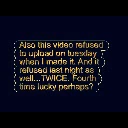 Also this video refused
to upload on tuesday
when I made it. And it
refused last night as
well...TWICE. Fourth
time lucky perhaps?